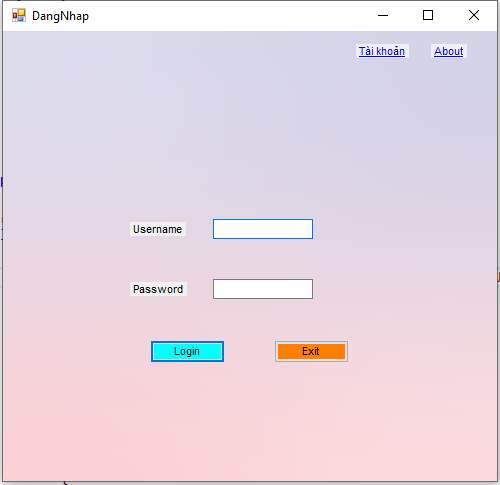 DangNhap
Tài khoản About
Username
Password
Login Exit